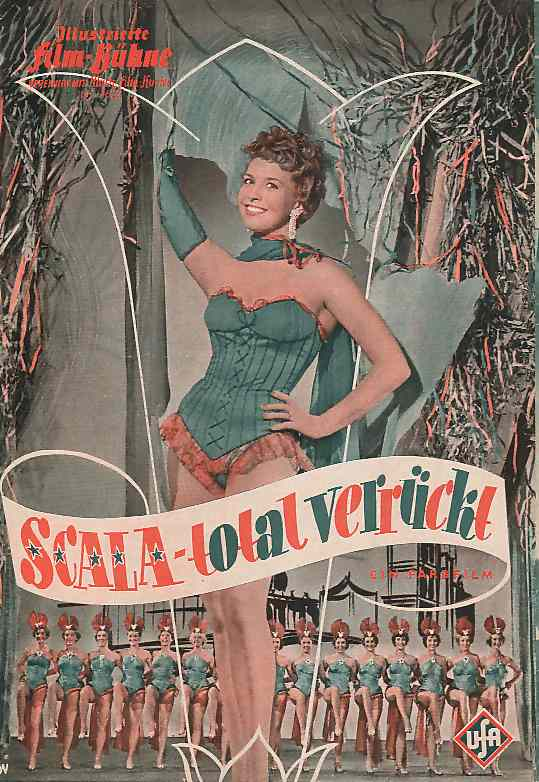 Illustrierte
Film-Bühne
SCALA-total verrückt
EIN FARBFILM
UFA